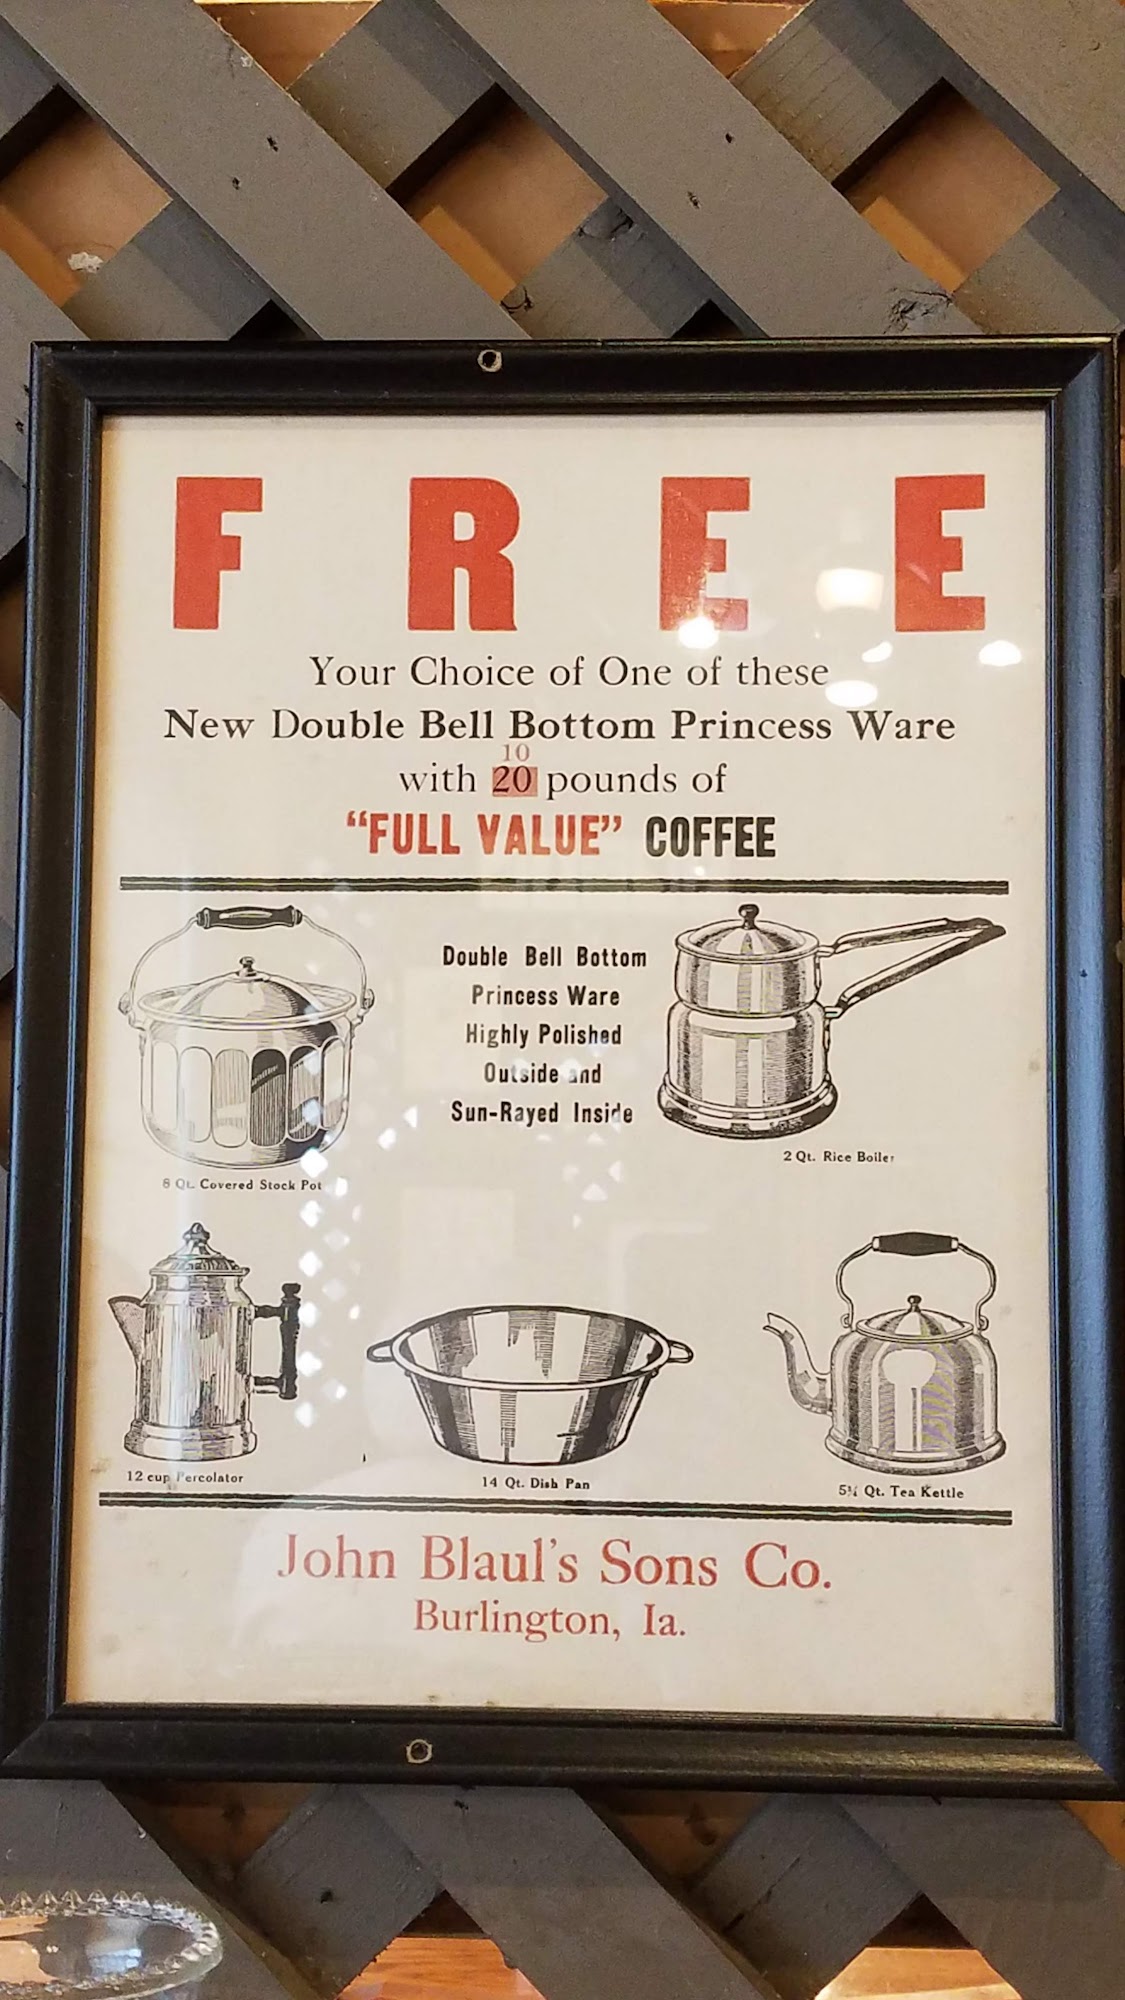 FREE
Your Choice of One of these
New Double Bell Bottom Princess Ware
10
with 20 pounds of
“FULL VALUE” COFFEE
Double Bell Bottom
Princess Ware
Highly Polished
Outside and
Sun-Rayed Inside
8 Qt. Covered Stock Pot
2 Qt. Rice Boiler
12 cup Percolator
14 Qt. Dish Pan
5¾ Qt. Tea Kettle
John Blaul's Sons Co.
Burlington, Ia.